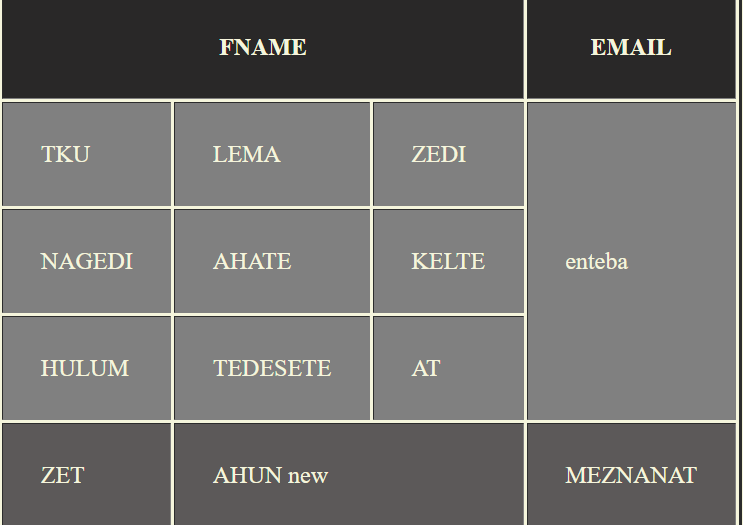 FNAME EMAIL
TKU LEMA ZEDI
NAGEDI AHATE KELTE enteba
HULUM TEDESETE AT
ZET AHUN new MEZNANAT